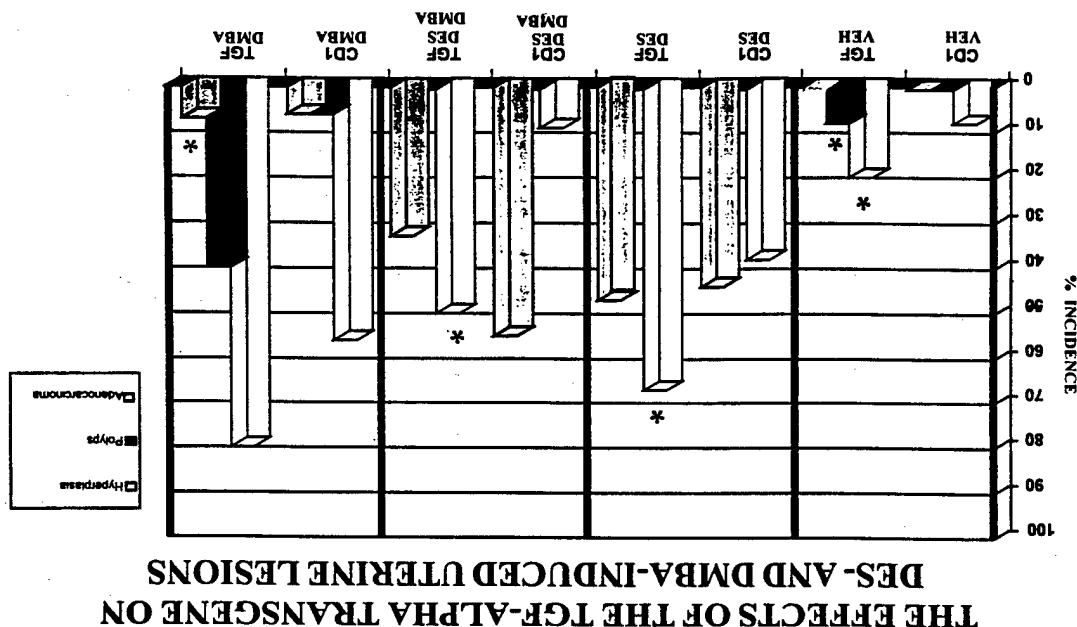 THE EFFECTS OF THE TGF-ALPHA TRANSGENE ON
DES- AND DMBA-INDUCED UTERINE LESIONS
100
90
80
70
60
50
40
30
20
10
0
% INCIDENCE
Hyperplasia
Polyps
Adenocarcinoma
*
*
*
*
*
CD1 VEH
TGF VEH
CD1 DES
TGF DES
CD1 DES DMBA
TGF DES DMBA
CD1 DMBA
TGF DMBA